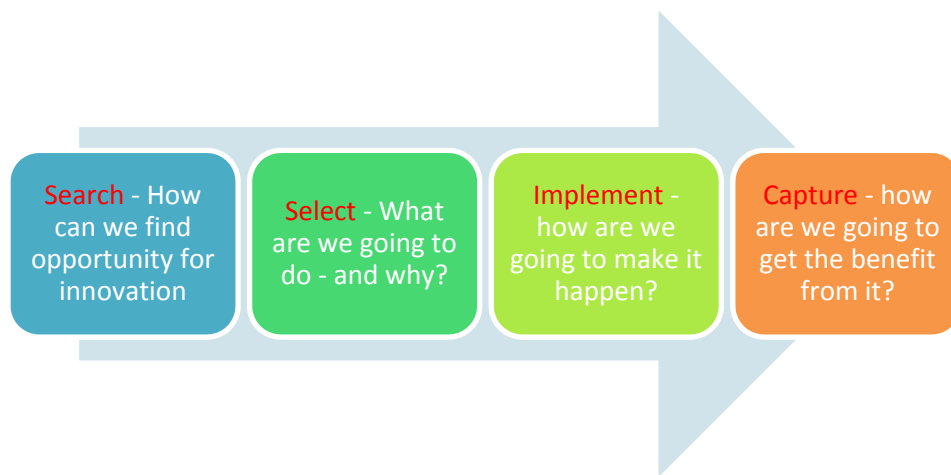 Search - How
can we find
opportunity for
innovation
Select - What
are we going to
do - and why?
Implement -
how are we
going to make it
happen?
Capture - how
are we going to
get the benefit
from it?